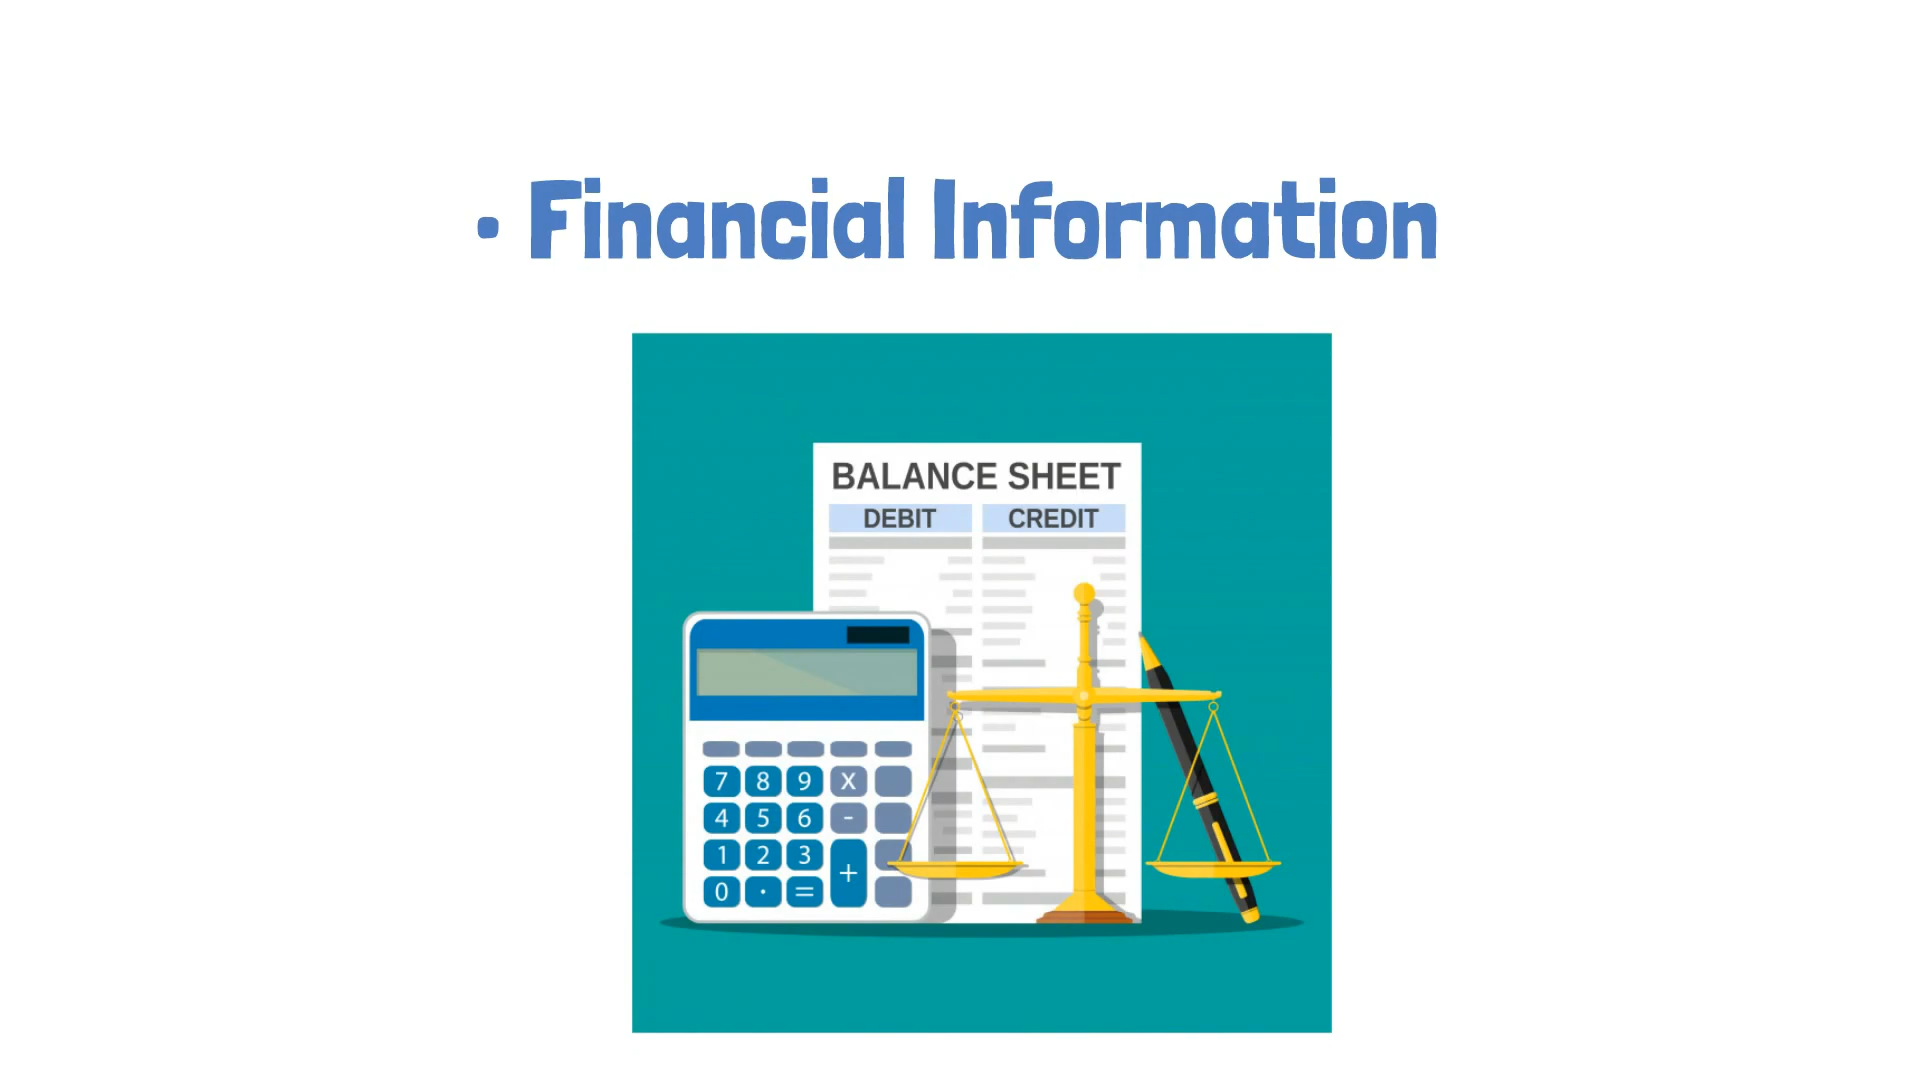 • Financial Information
BALANCE SHEET
DEBIT CREDIT
7 8 9 X
4 5 6 -
1 2 3 +
0 . =